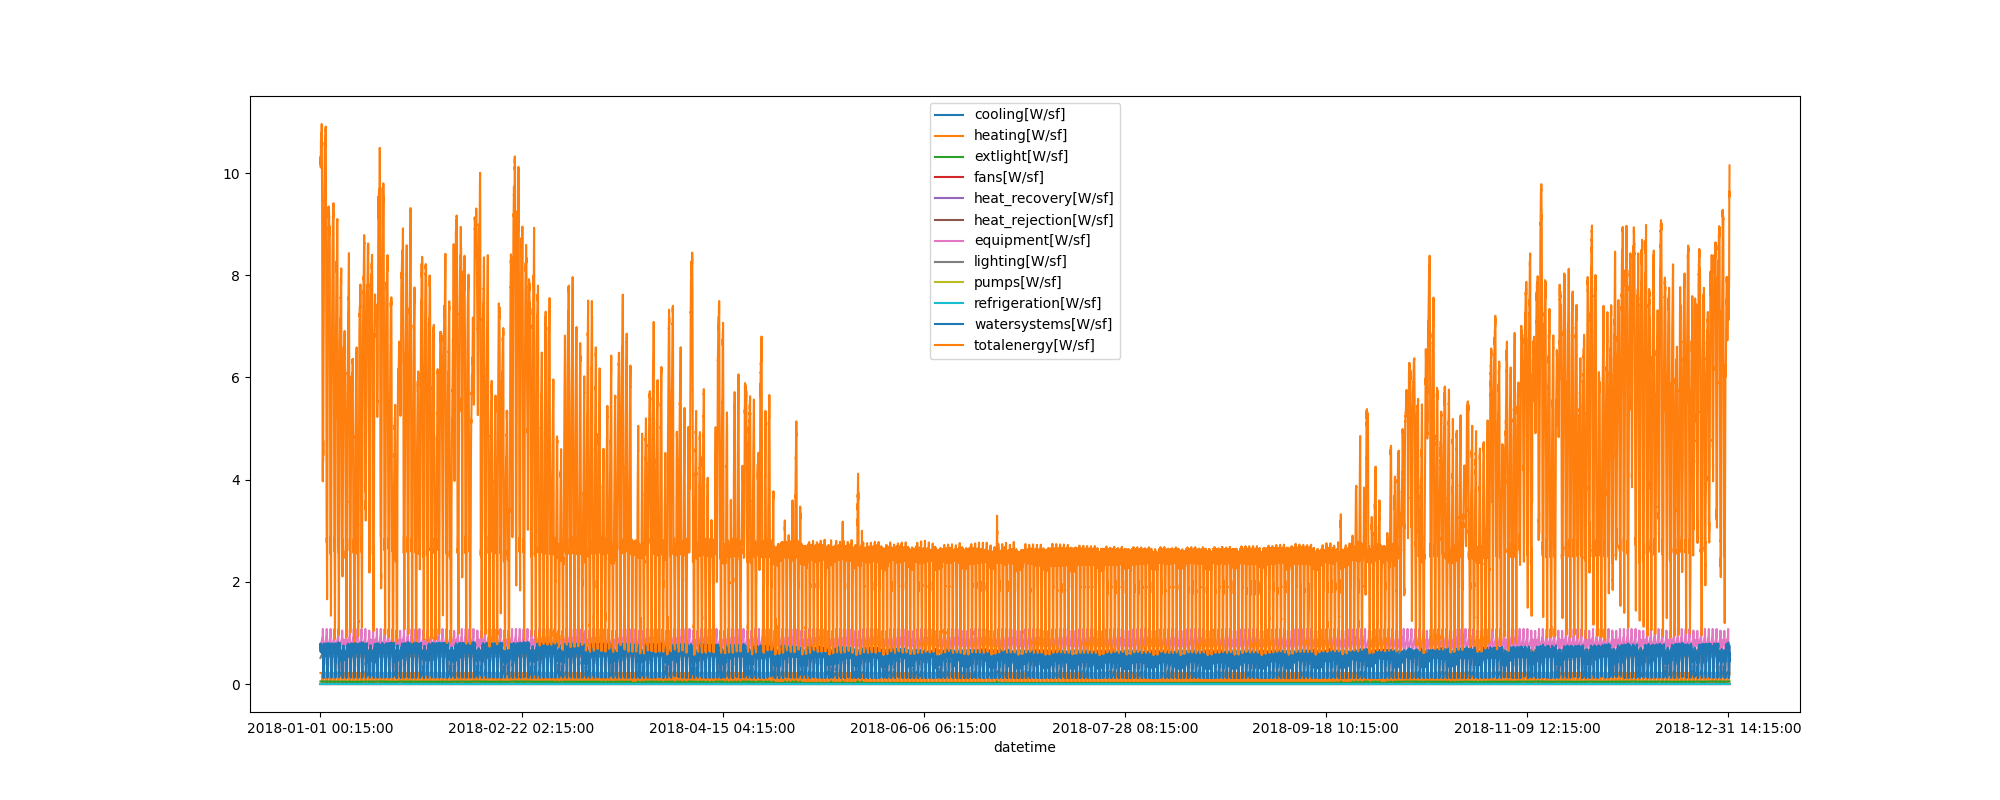 cooling[W/sf]
heating[W/sf]
extlight[W/sf]
fans[W/sf]
heat_recovery[W/sf]
heat_rejection[W/sf]
equipment[W/sf]
lighting[W/sf]
pumps[W/sf]
refrigeration[W/sf]
watersystems[W/sf]
totalenergy[W/sf]
10
8
6
4
2
0
2018-01-01 00:15:00 2018-02-22 02:15:00 2018-04-15 04:15:00 2018-06-06 06:15:00 2018-07-28 08:15:00 2018-09-18 10:15:00 2018-11-09 12:15:00 2018-12-31 14:15:00
datetime